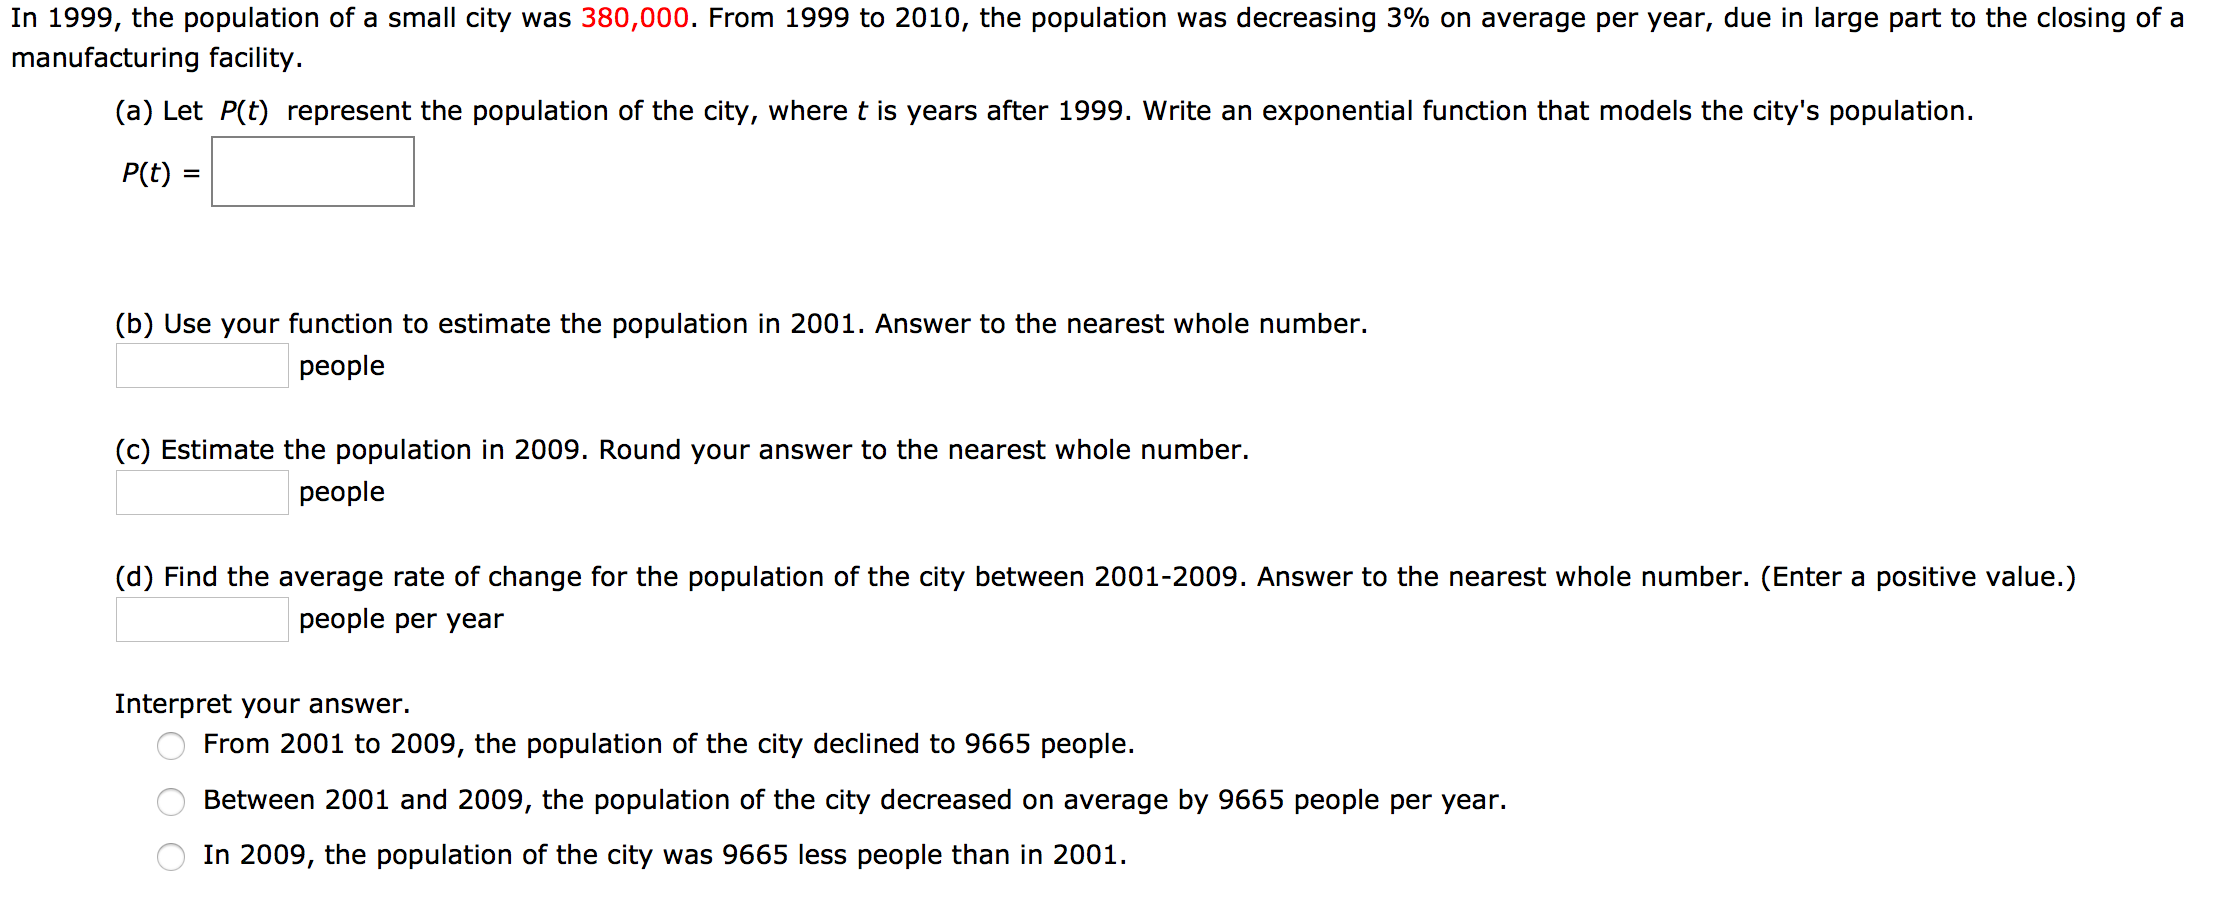 In 1999, the population of a small city was 380,000. From 1999 to 2010, the population was decreasing 3% on average per year, due in large part to the closing of a
manufacturing facility.
(a) Let P(t) represent the population of the city, where t is years after 1999. Write an exponential function that models the city's population.
P(t) =
(b) Use your function to estimate the population in 2001. Answer to the nearest whole number.
people
(c) Estimate the population in 2009. Round your answer to the nearest whole number.
people
(d) Find the average rate of change for the population of the city between 2001-2009. Answer to the nearest whole number. (Enter a positive value.)
people per year
Interpret your answer.
From 2001 to 2009, the population of the city declined to 9665 people.
Between 2001 and 2009, the population of the city decreased on average by 9665 people per year.
In 2009, the population of the city was 9665 less people than in 2001.